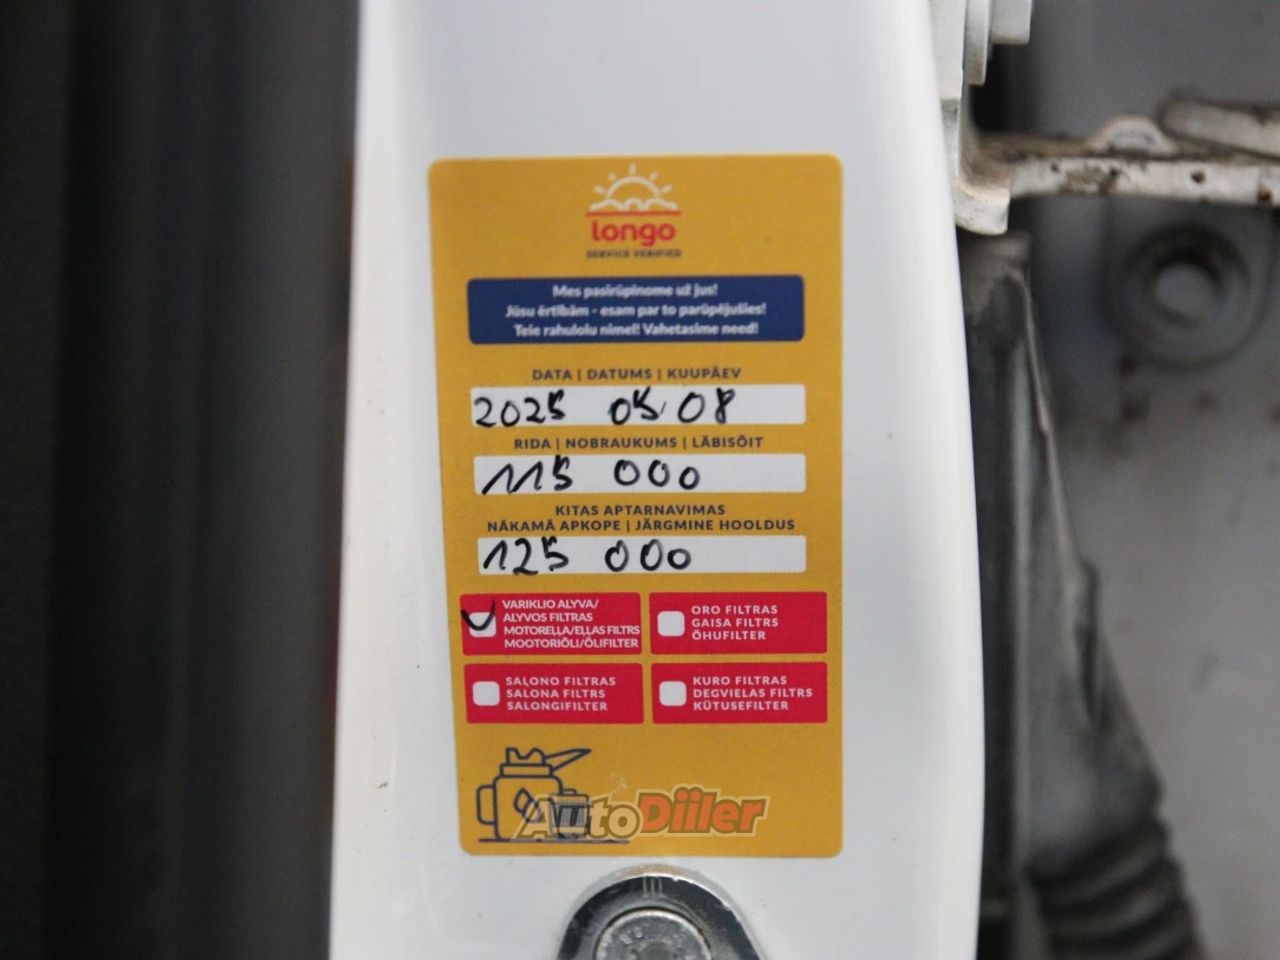 longo
SERVICE VERIFIED
Mes pasirūpinome už jus!
Jūsu ērtībām - esam par to parūpējušies!
Teie rahulolu nimel! Vahetasime need!
DATA | DATUMS | KUUPÄEV
2025 05 08
RIDA | NOBRAUKUMS | LÄBISÕIT
115 000
KITAS APTARNAVIMAS
NĀKAMĀ APKOPE | JÄRGMINE HOOLDUS
125 000
VARIKLIO ALYVA/
ALYVOS FILTRAS
MOTOREĻĻA/EĻĻAS FILTRS
MOOTORIÕLI/ÕLIFILTER
ORO FILTRAS
GAISA FILTRS
ÕHUFILTER
SALONO FILTRAS
SALONA FILTRS
SALONGIFILTER
KURO FILTRAS
DEGVIELAS FILTRS
KÜTUSEFILTER
AutoDiiler